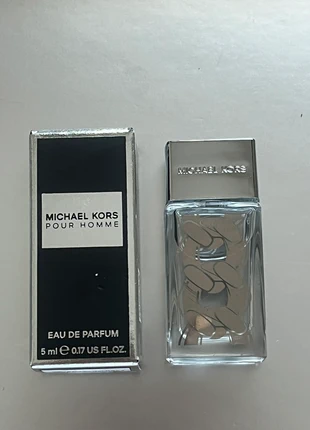 MICHAEL KORS
POUR HOMME
EAU DE PARFUM
5 ml ℮ 0.17 US FL.OZ.
MICHAEL KORS